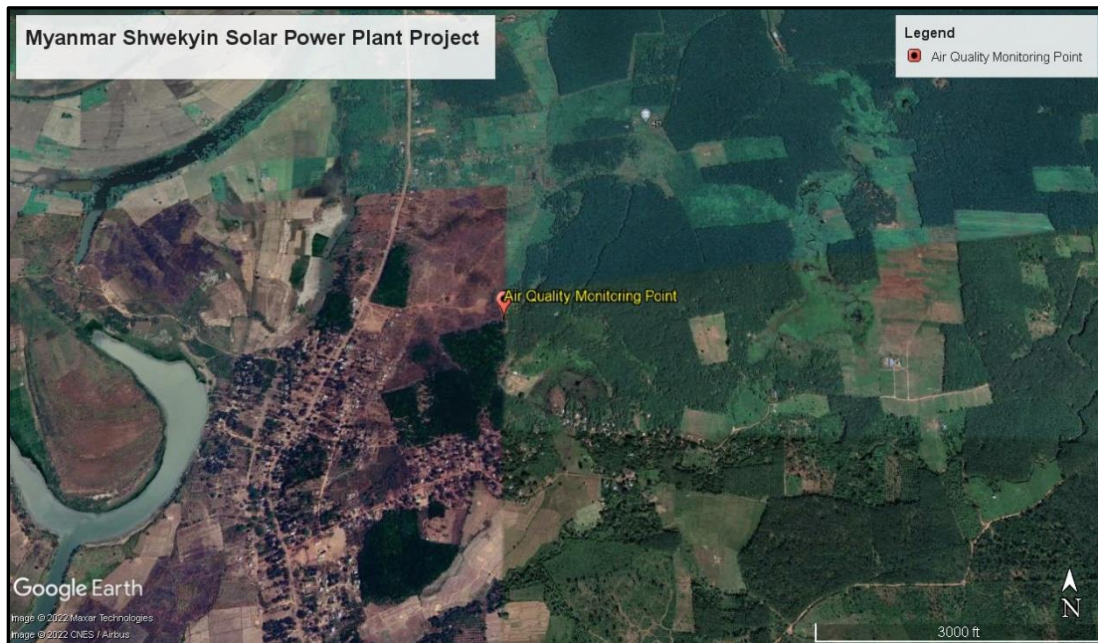 Myanmar Shwekyin Solar Power Plant Project
Legend
Air Quality Monitoring Point
Air Quality Monitoring Point
Google Earth
Image © 2022 Maxar Technologies
Image © 2022 CNES / Airbus
N
3000 ft